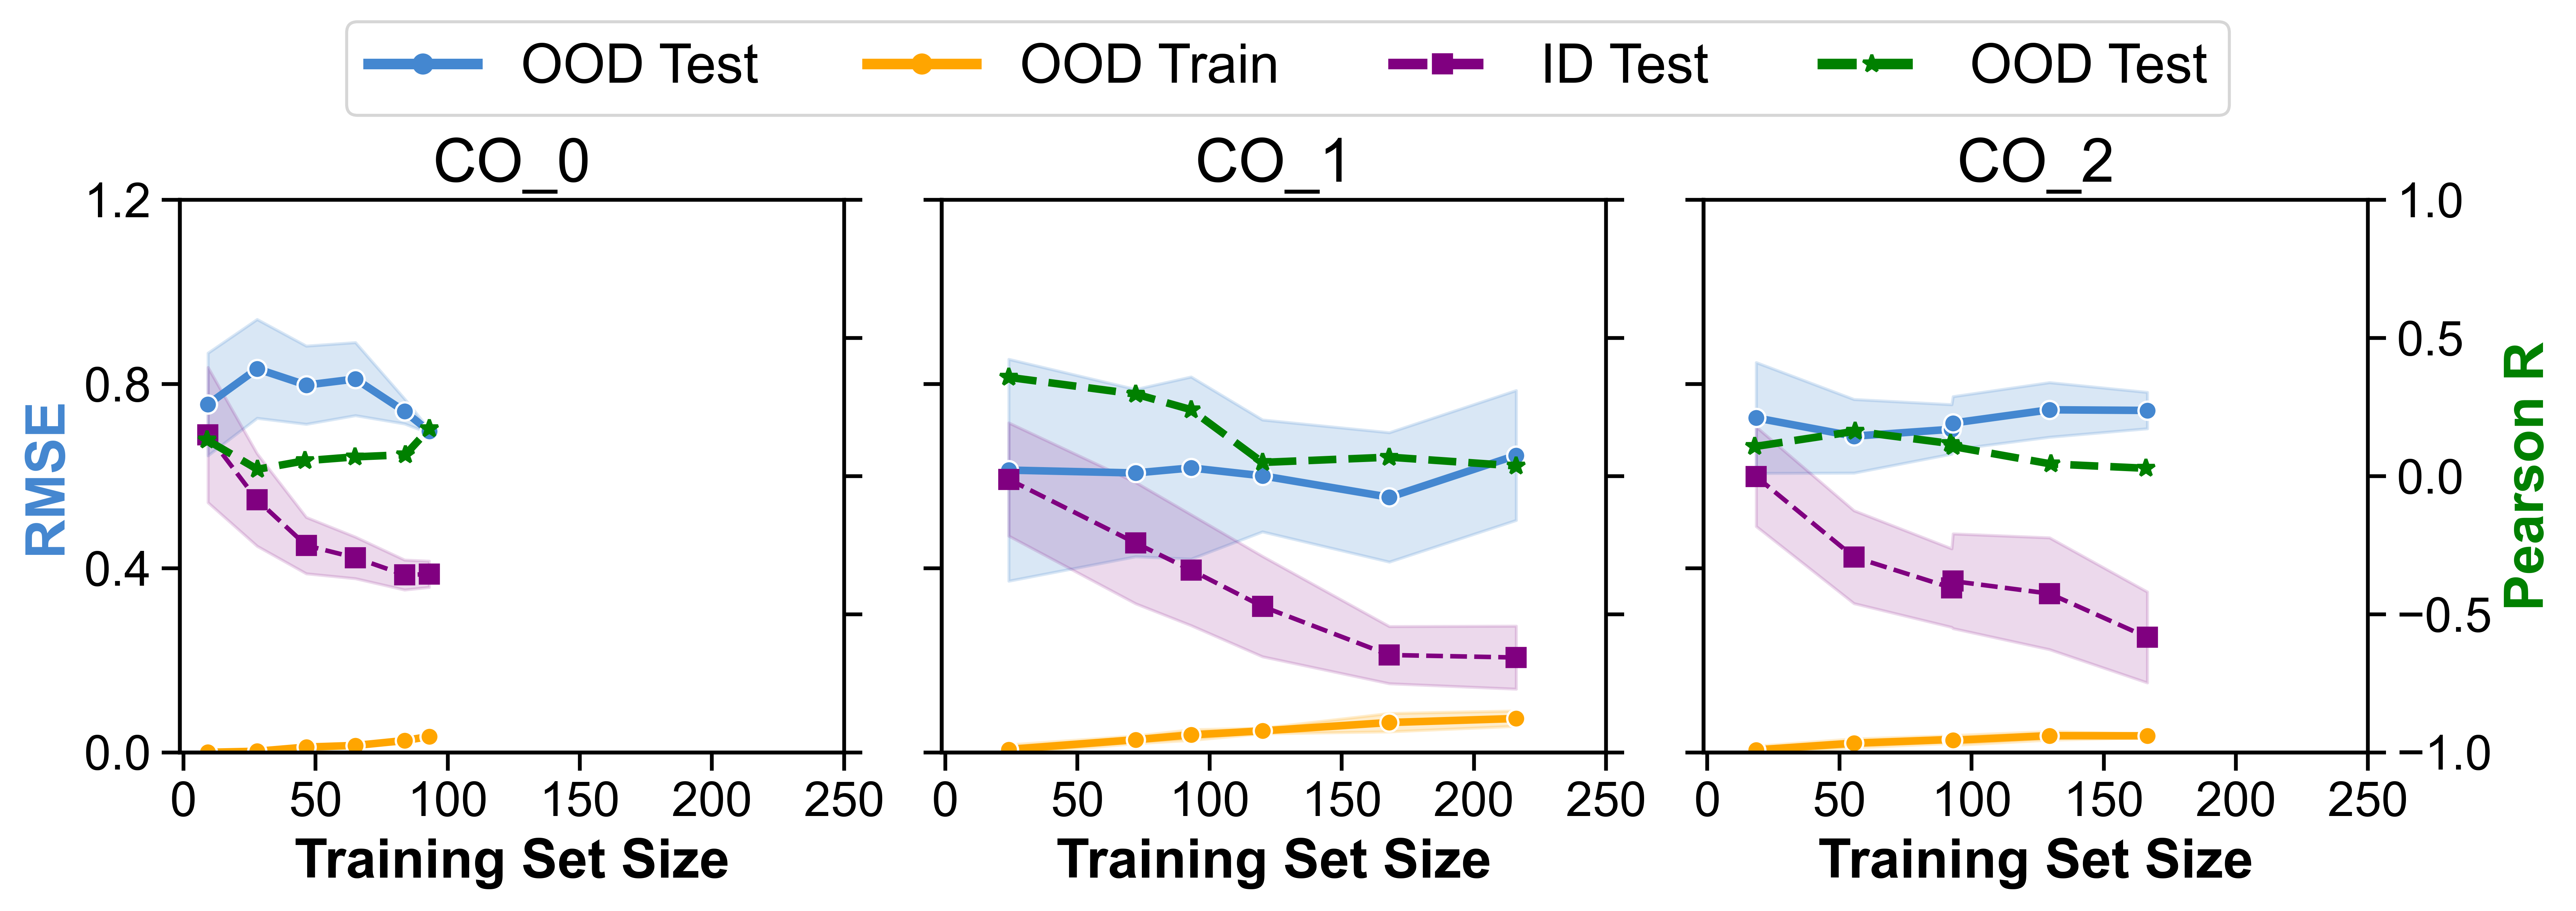 OOD Test OOD Train ID Test OOD Test
CO_0 CO_1 CO_2
1.2
0.8
0.4
0.0
RMSE
1.0
0.5
0.0
−0.5
−1.0
Pearson R
0 50 100 150 200 250
0 50 100 150 200 250
0 50 100 150 200 250
Training Set Size Training Set Size Training Set Size